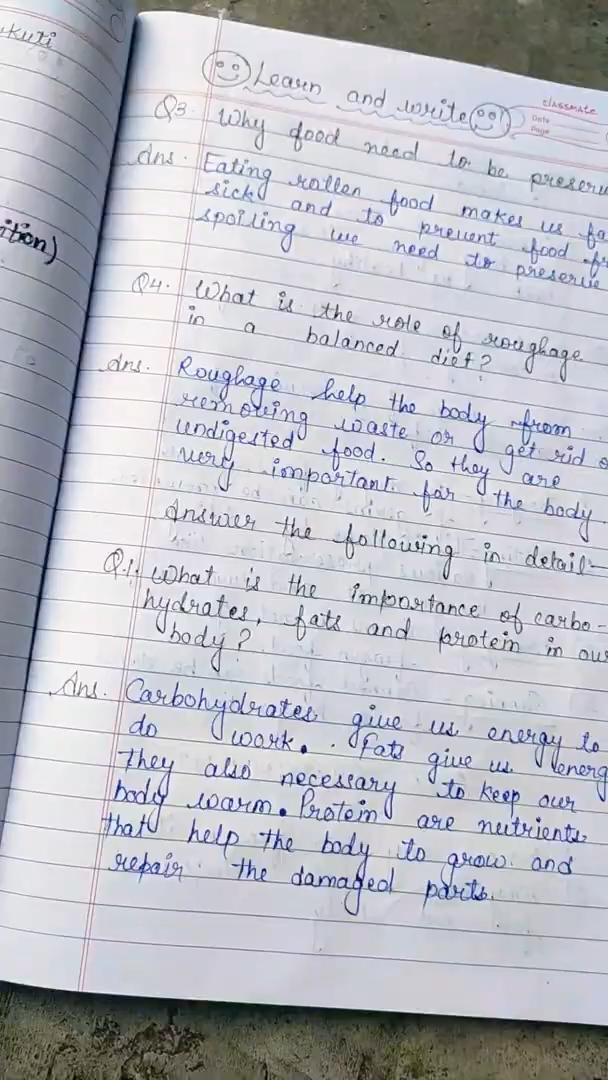 kuti
ition)
Learn and write
classmate
Date
Page
Q3. Why food need to be preserv
Ans. Eating rotten food makes us fa
sick and to prevent food fr
spoiling we need to preserve
Q4. What is the role of roughage
in a balanced diet?
Ans. Roughage help the body from
removing waste or get rid o
undigested food. So they are
very important for the body
Answer the following in detail-
Q.1. What is the importance of carbo-
hydrates, fats and protein in our
body?
Ans. Carbohydrates give us energy to
do work. Fats give us energ
They also necessary to keep our
body warm. Protein are nutrients
that help the body to grow and
repair the damaged parts.